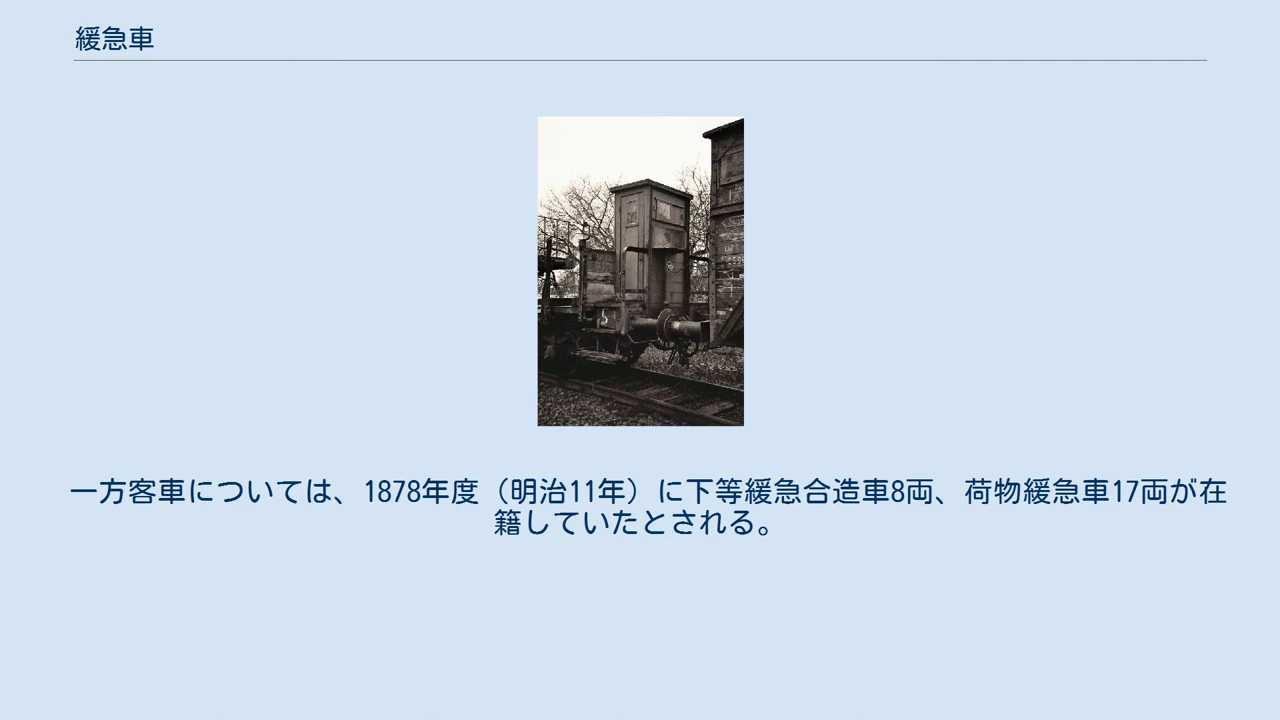 緩急車
一方客車については、1878年度（明治11年）に下等緩急合造車8両、荷物緩急車17両が在
籍していたとされる。